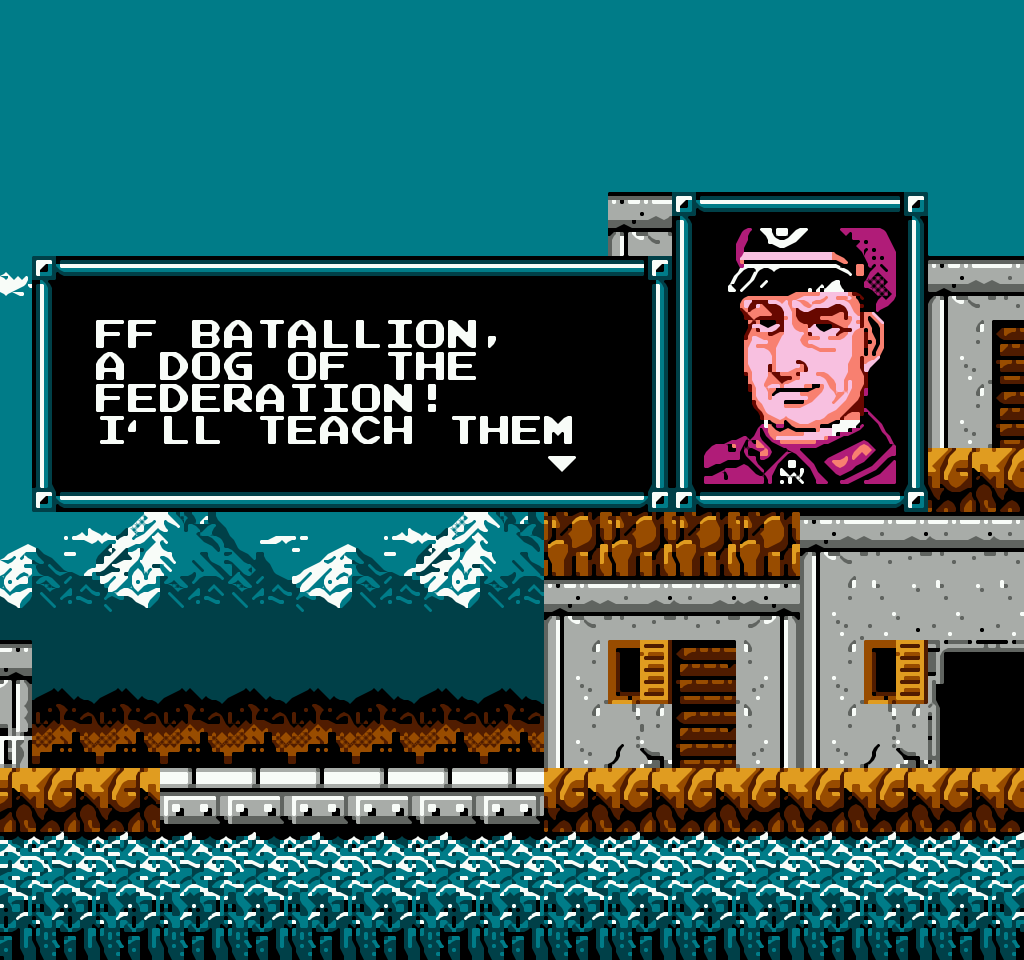 FF BATALLION,
A DOG OF THE
FEDERATION!
I'LL TEACH THEM